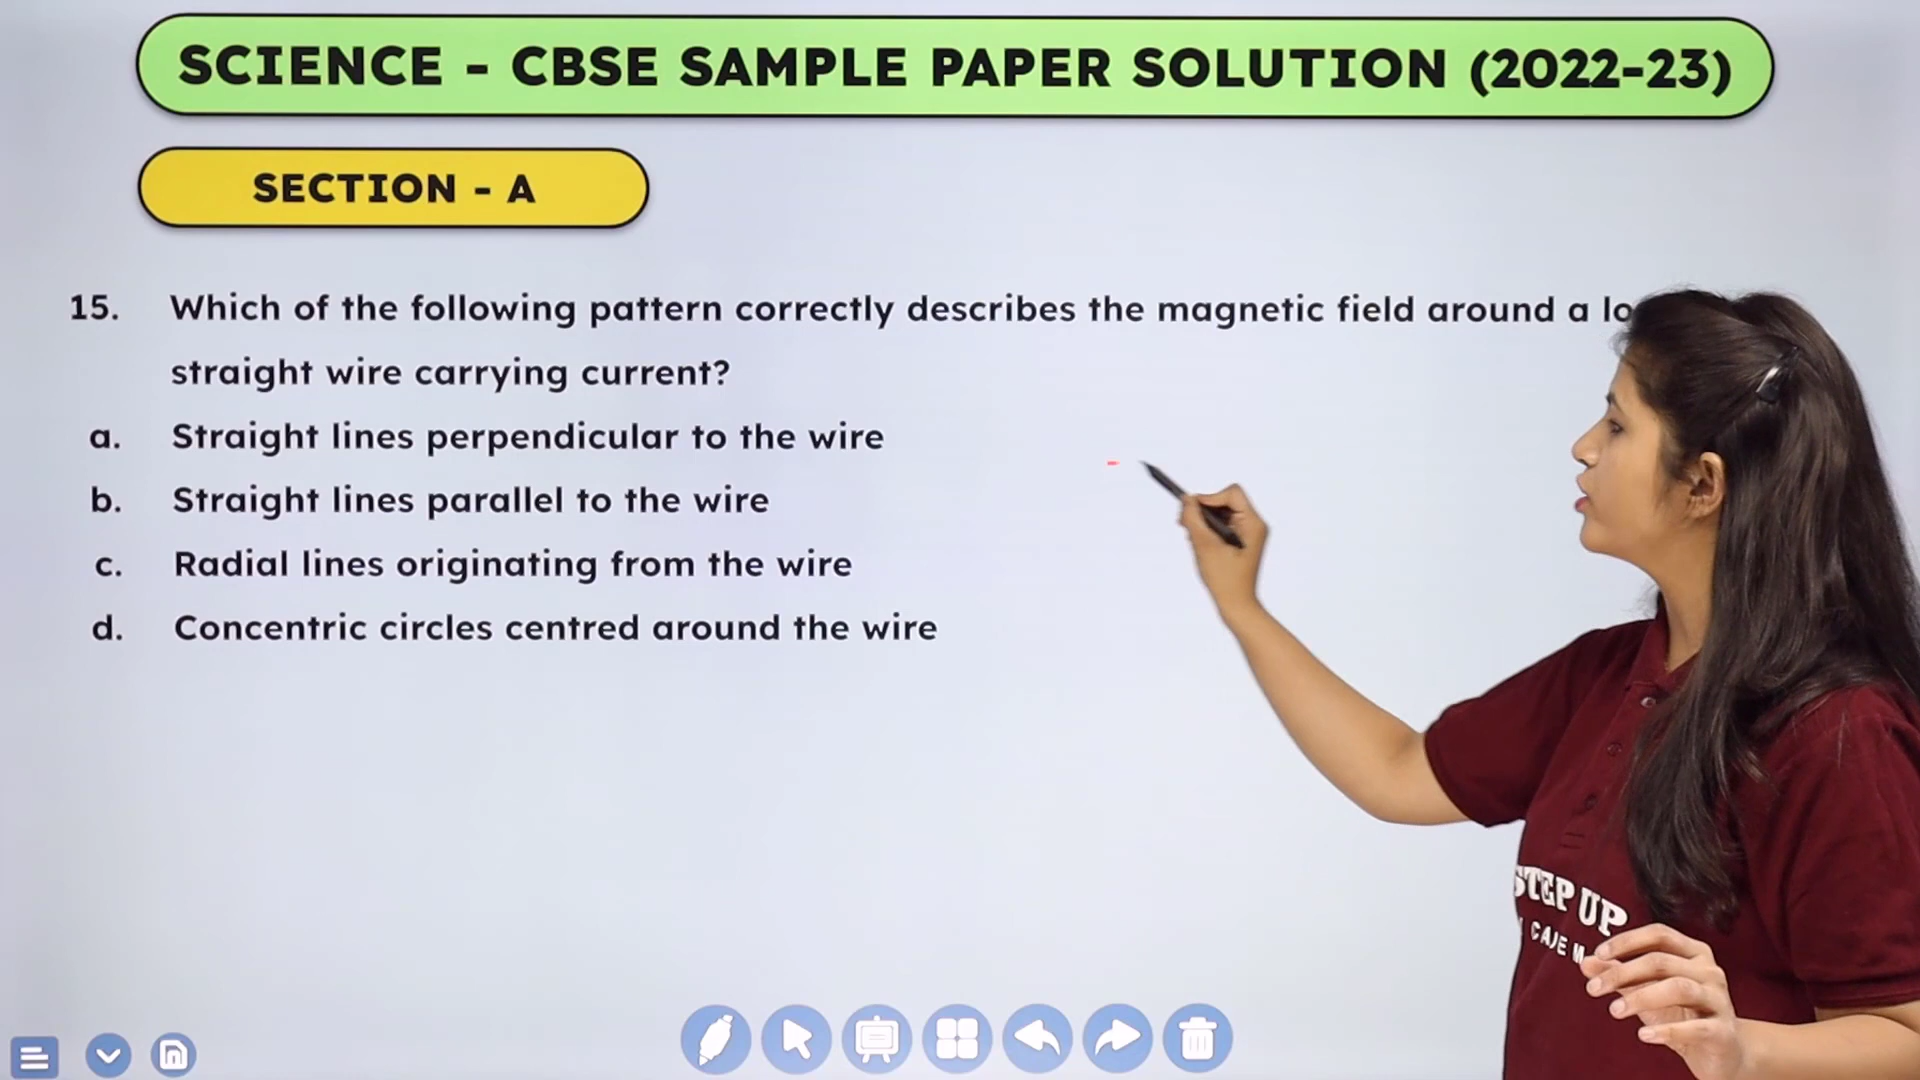 SCIENCE - CBSE SAMPLE PAPER SOLUTION (2022-23)
SECTION - A
15. Which of the following pattern correctly describes the magnetic field around a
straight wire carrying current?
a. Straight lines perpendicular to the wire
b. Straight lines parallel to the wire
c. Radial lines originating from the wire
d. Concentric circles centred around the wire
STEP UP